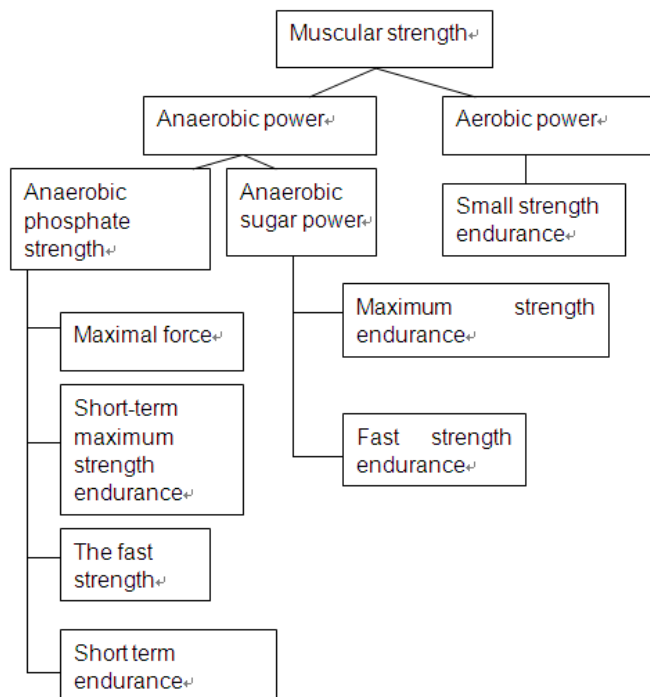 Muscular strength
Anaerobic power
Aerobic power
Anaerobic
phosphate
strength
Anaerobic
sugar power
Small strength
endurance
Maximum strength
endurance
Maximal force
Short-term
maximum
strength
endurance
Fast strength
endurance
The fast
strength
Short term
endurance